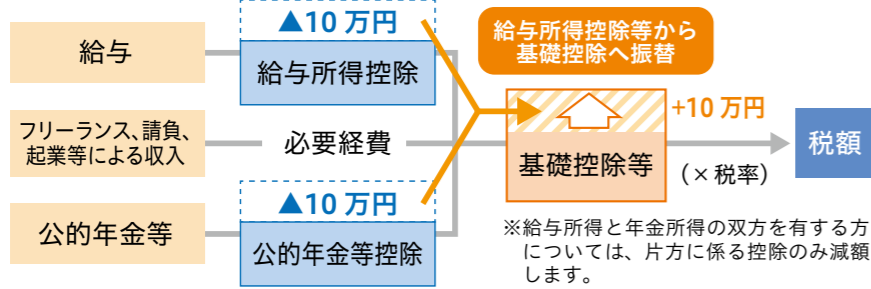 ▲10 万円
給与
給与所得控除
給与所得控除等から
基礎控除へ振替
フリーランス、請負、
起業等による収入
必要経費
+10 万円
基礎控除等
(×税率)
税額
▲10 万円
公的年金等
公的年金等控除
※給与所得と年金所得の双方を有する方
については、片方に係る控除のみ減額
します。